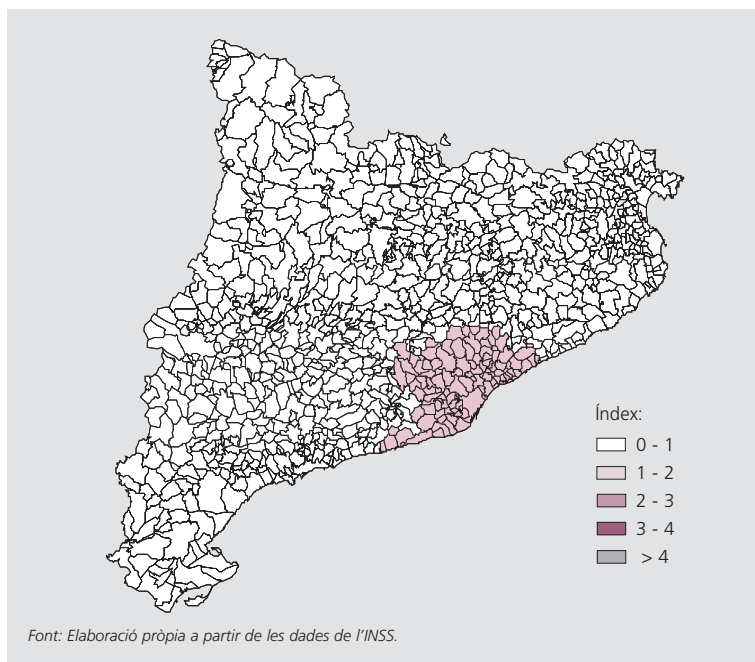 Índex:
0 - 1
1 - 2
2 - 3
3 - 4
> 4
Font: Elaboració pròpia a partir de les dades de l'INSS.